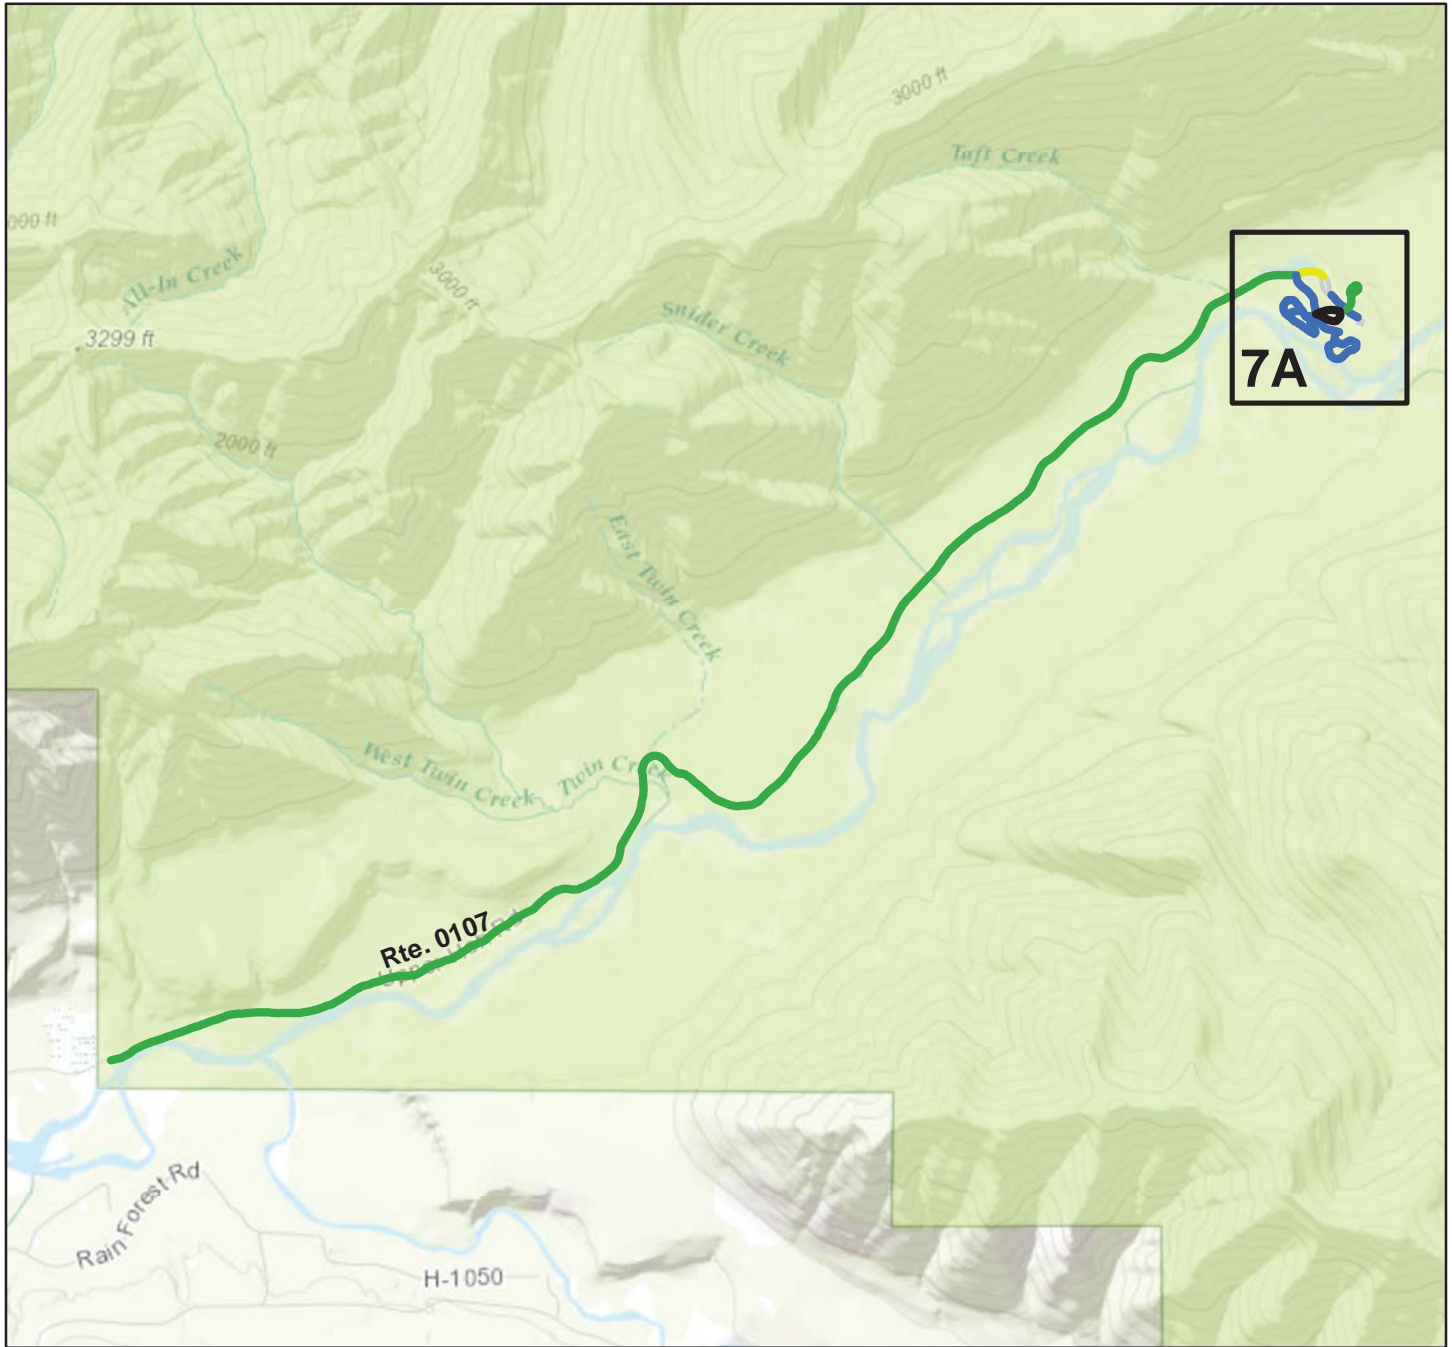 3000 ft
Taft Creek
000 ft
All-In Creek
3000 ft
Snider Creek
3299 ft
7A
2000 ft
East Twin Creek
West Twin Creek
Twin Creek
Rte. 0107
Rain Forest Rd
H-1050